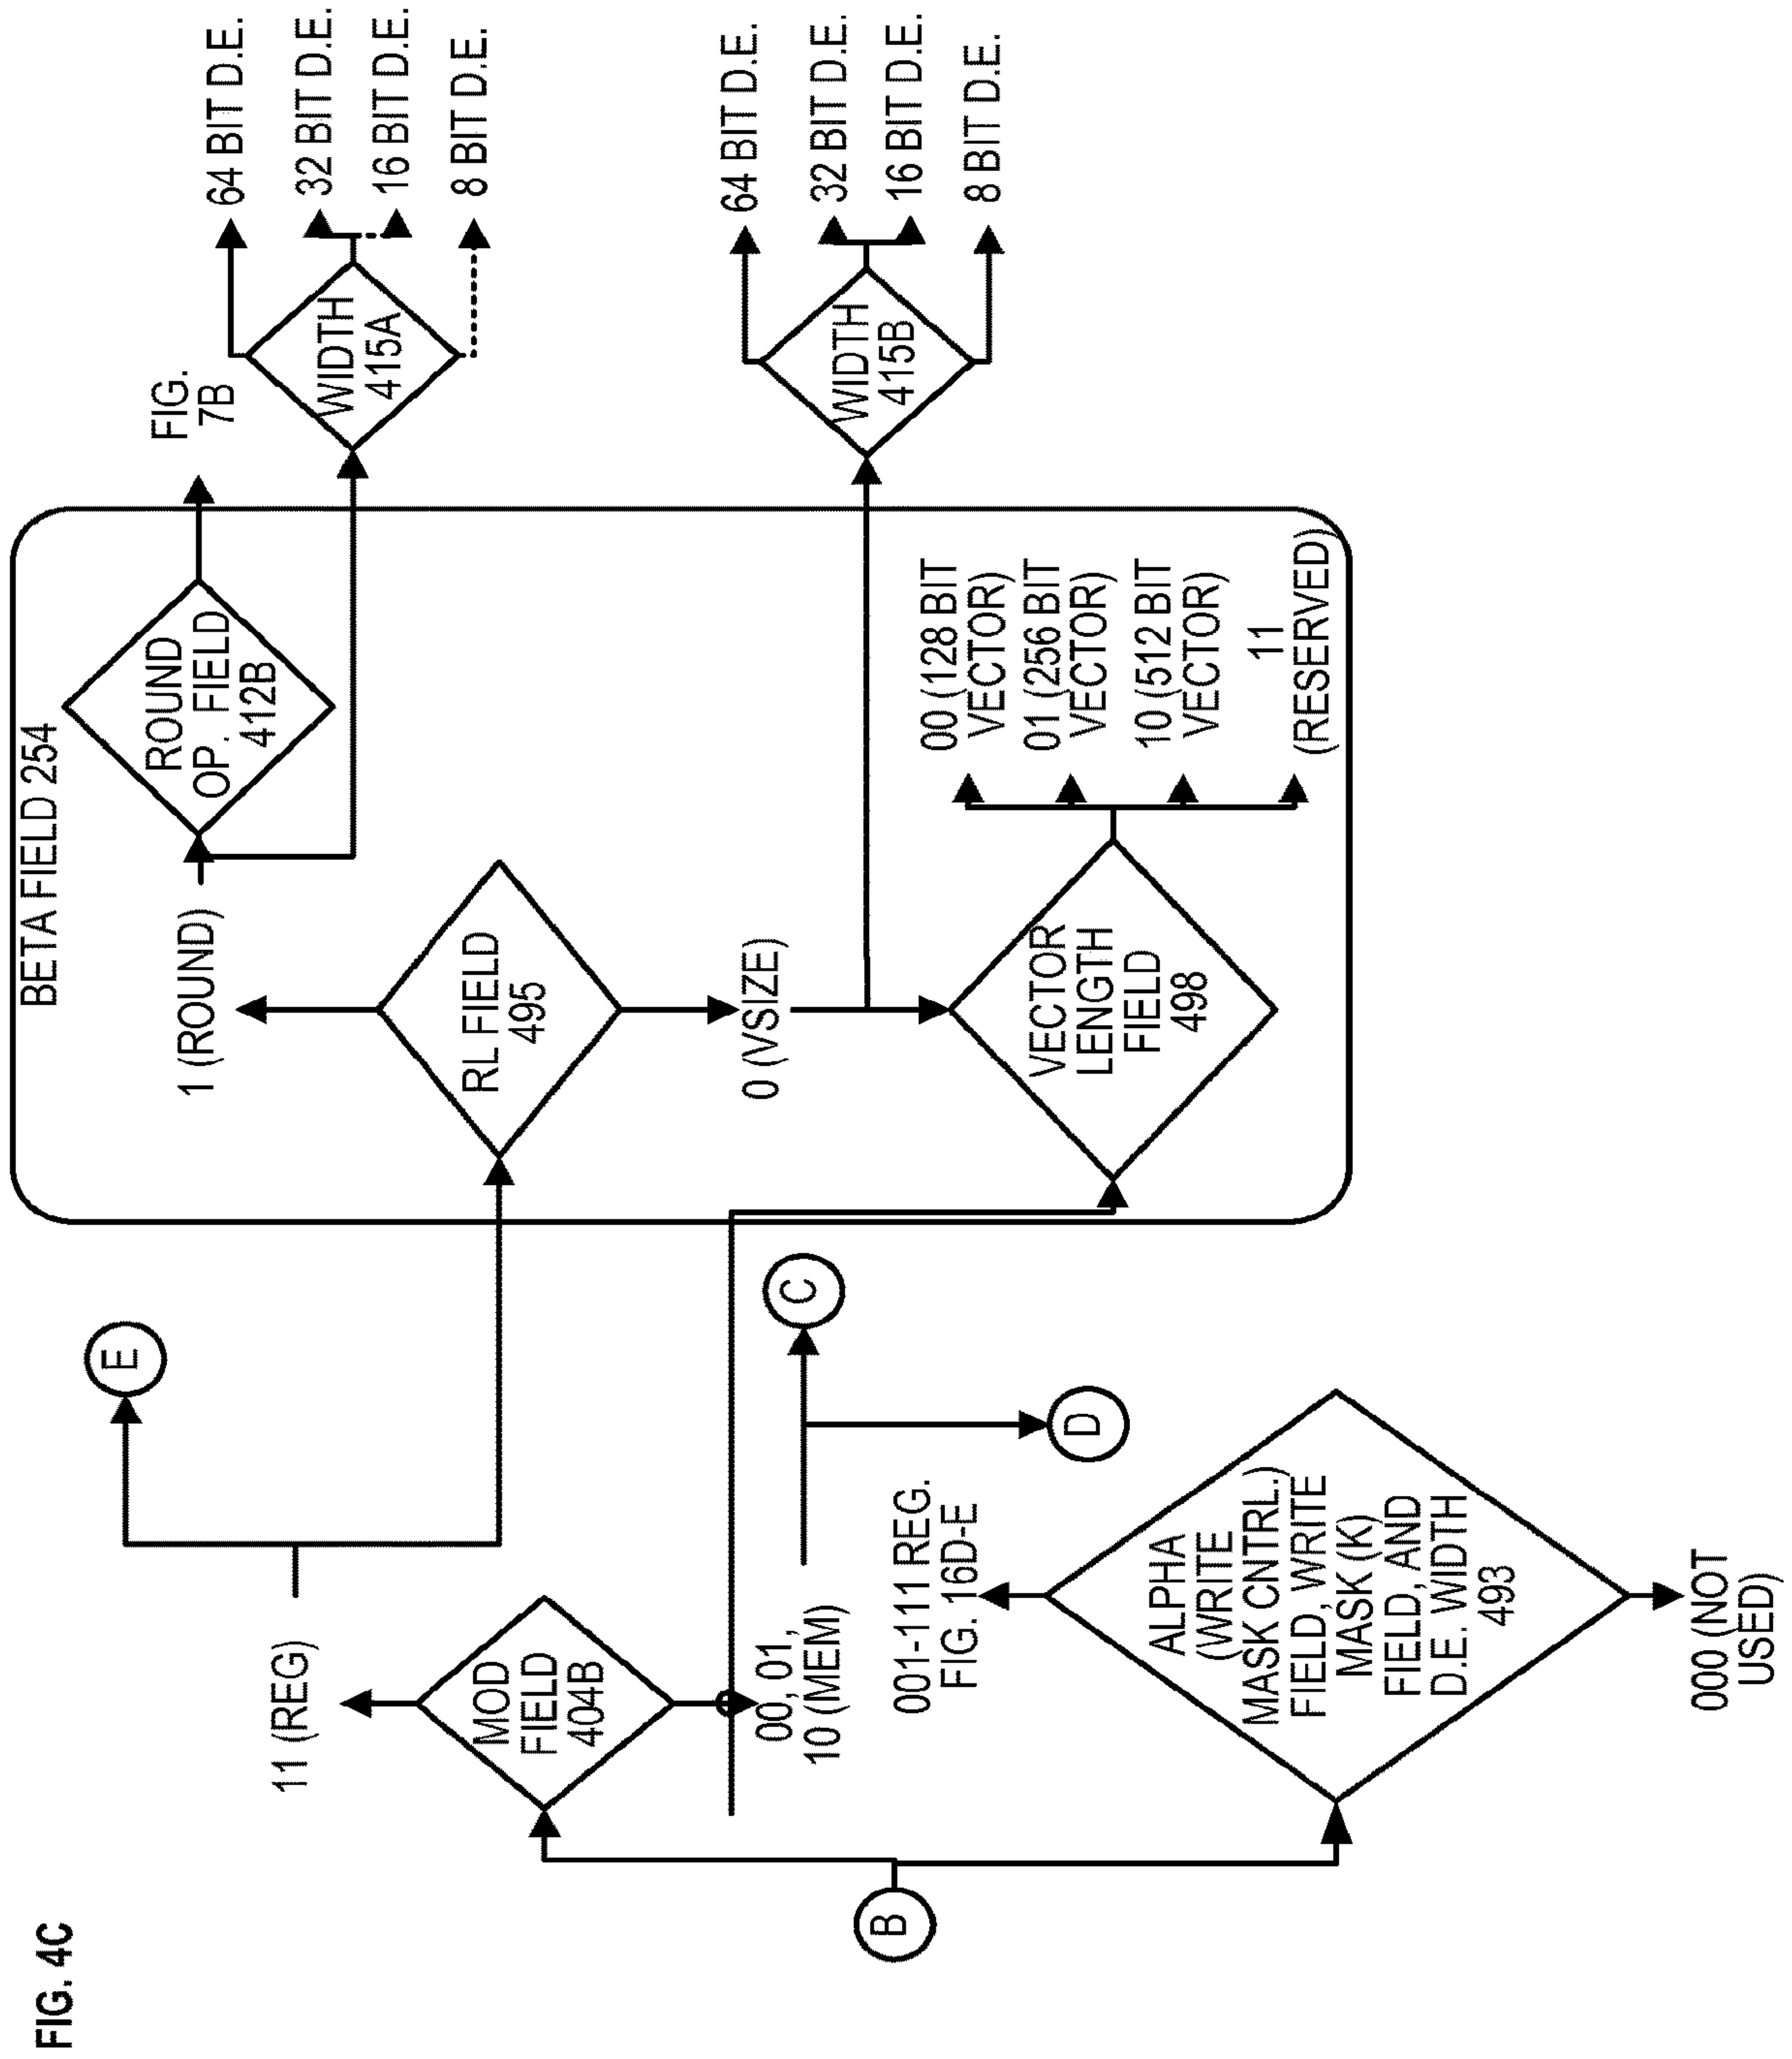 FIG. 4C
B
MOD
FIELD
404B
11 (REG)
00, 01,
10 (MEM)
E
C
D
ALPHA
(WRITE
MASK CNTRL.)
FIELD, WRITE
MASK (K)
FIELD, AND
D.E. WIDTH
493
001-111 REG.
FIG. 16D-E
000 (NOT
USED)
BETA FIELD 254
RL FIELD
495
1 (ROUND)
ROUND
OP. FIELD
412B
FIG.
7B
0 (VSIZE)
VECTOR
LENGTH
FIELD
498
00 (128 BIT
VECTOR)
01 (256 BIT
VECTOR)
10 (512 BIT
VECTOR)
11
(RESERVED)
WIDTH
415A
64 BIT D.E.
32 BIT D.E.
16 BIT D.E.
8 BIT D.E.
WIDTH
415B
64 BIT D.E.
32 BIT D.E.
16 BIT D.E.
8 BIT D.E.